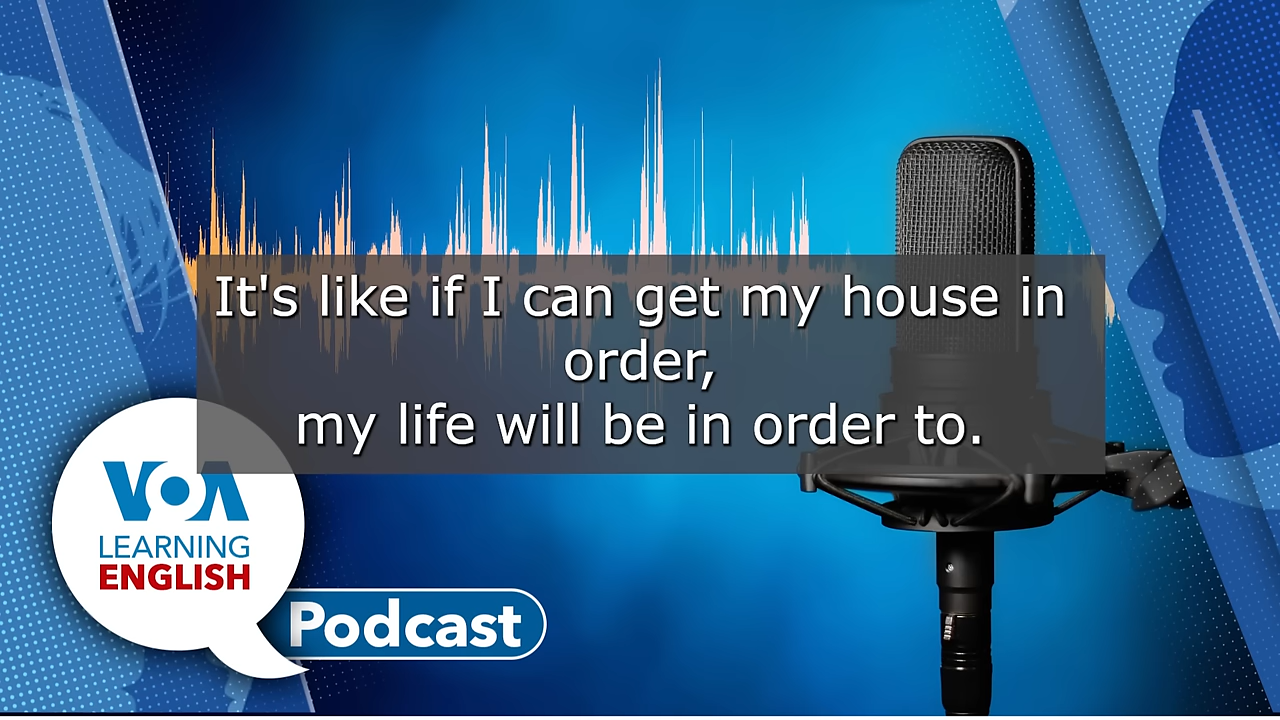 It's like if I can get my house in
order,
my life will be in order to.
VOA
LEARNING
ENGLISH
Podcast